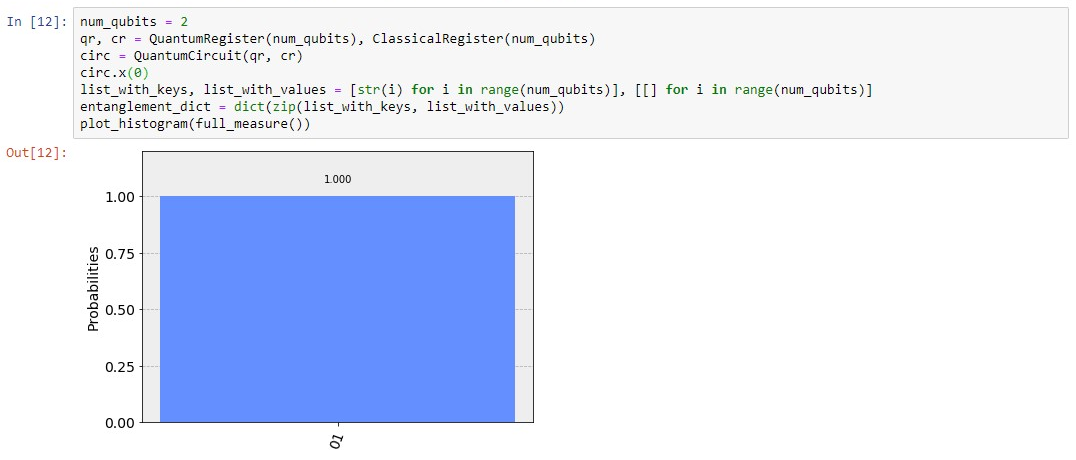 In [12]: num_qubits = 2
qr, cr = QuantumRegister(num_qubits), ClassicalRegister(num_qubits)
circ = QuantumCircuit(qr, cr)
circ.x(0)
list_with_keys, list_with_values = [str(i) for i in range(num_qubits)], [[] for i in range(num_qubits)]
entanglement_dict = dict(zip(list_with_keys, list_with_values))
plot_histogram(full_measure())
Out[12]:
1.000
1.00
0.75
0.50
0.25
0.00
Probabilities
01